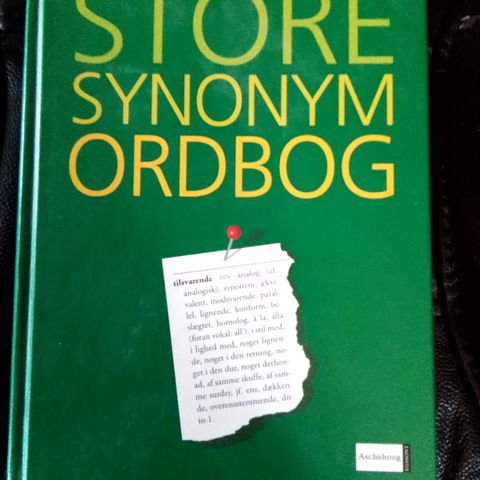 STORE
SYNONYM
ORDBOG
tilsvarende SYN analog (el
analogisk), synonym, ækvi-
valent, modsvarende, paral
lel, lignende, konform, be-
slægtet, homolog, à la, alla
(foran vokal: all'), i stil med,
i lighed med, noget lignen
de, noget i den retning, no-
get i den dur, noget derhen-
ad, af samme skuffe, af sam-
me surdej; jf. ens, dækken-
de, overensstemmende, dit-
to 1.
Aschehoug
EGMONT